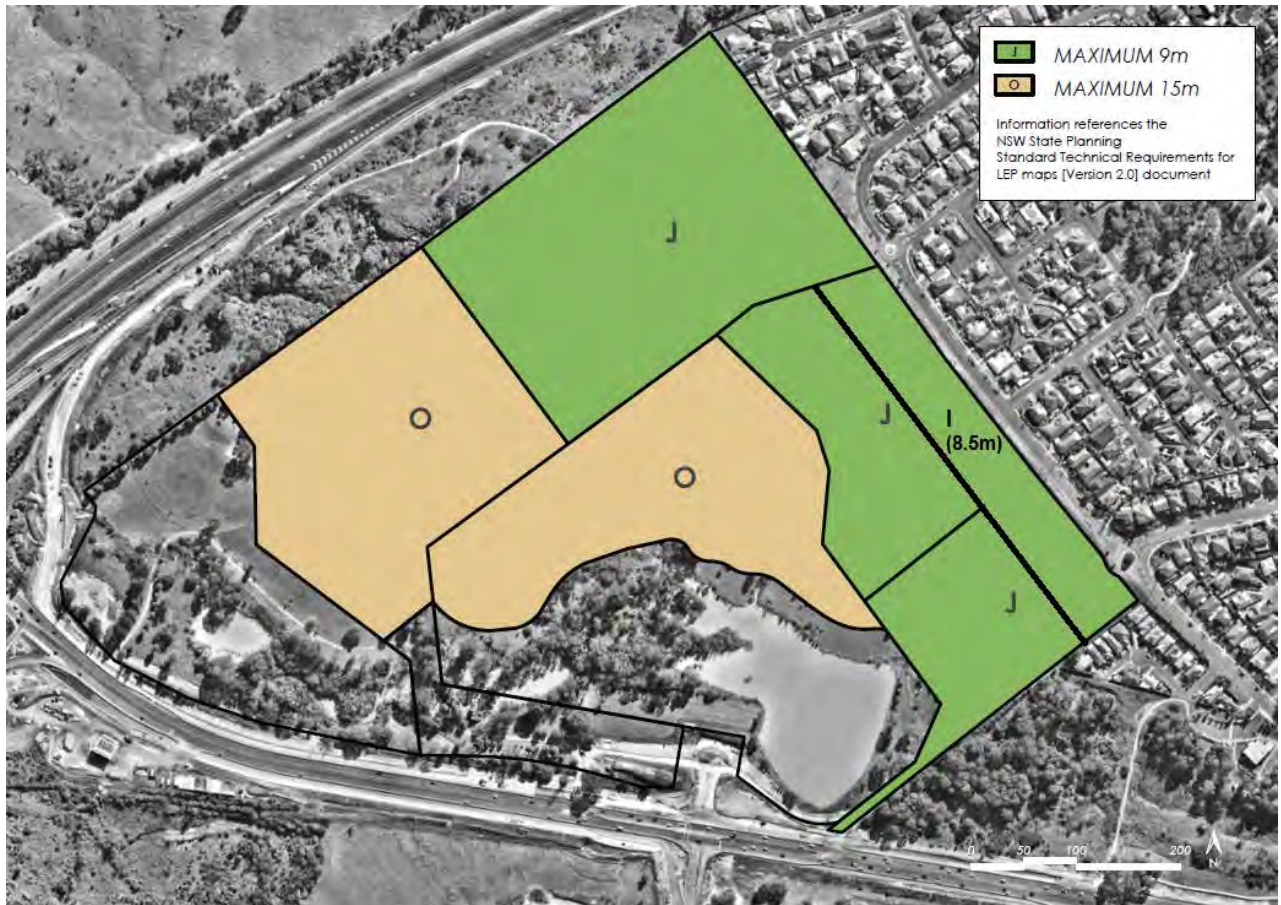 J MAXIMUM 9m
O MAXIMUM 15m
Information references the
NSW State Planning
Standard Technical Requirements for
LEP maps [Version 2.0] document
J
O
J
I
(8.5m)
O
J
0 50 100 200
N